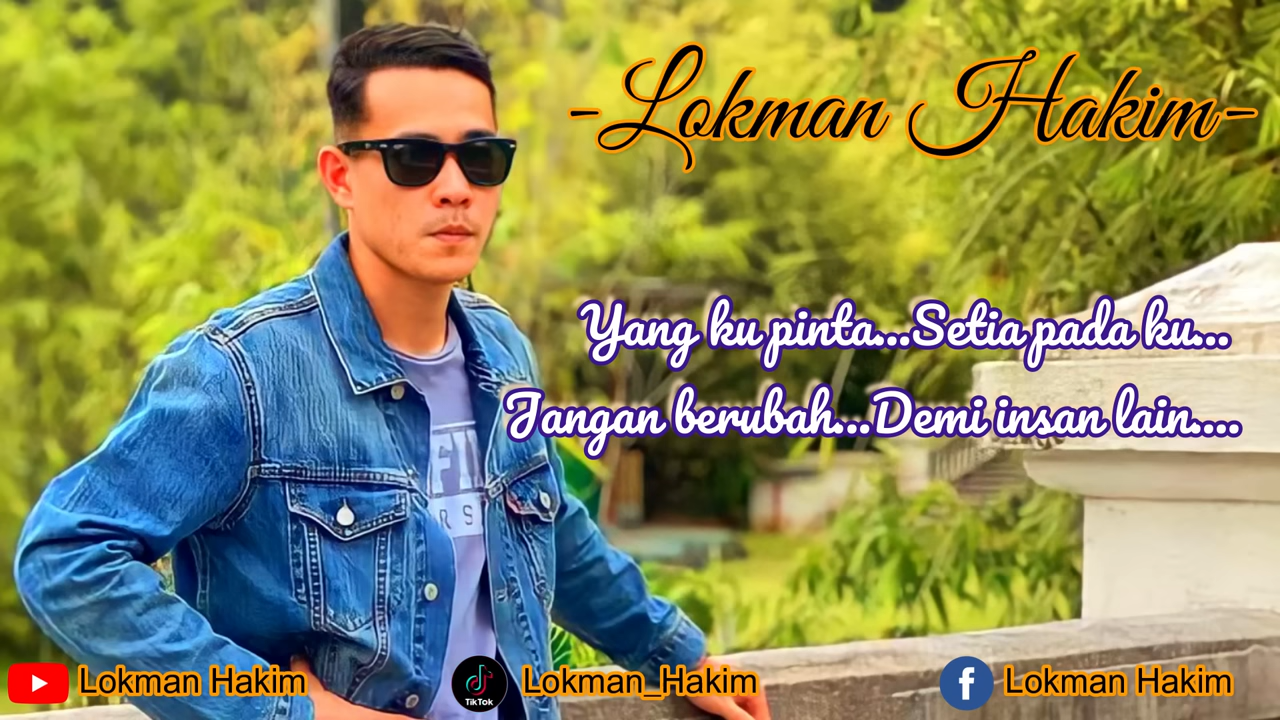 -Lokman Hakim-
Yang ku pinta...Setia pada ku...
Jangan berubah...Demi insan lain....
Lokman Hakim
TikTok
Lokman_Hakim
f
Lokman Hakim